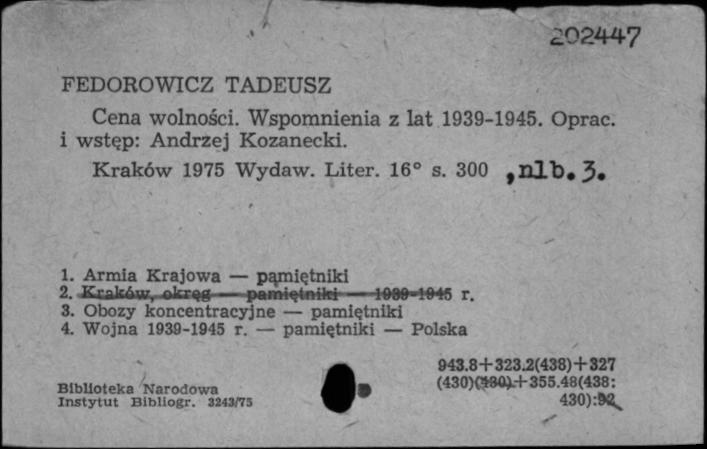 202447
FEDOROWICZ TADEUSZ
Cena wolności. Wspomnienia z lat 1939-1945. Oprac.
i wstęp: Andrzej Kozanecki.
Kraków 1975 Wydaw. Liter. 16° s. 300 , nlb. 3.
1. Armia Krajowa — pamiętniki
2. Kraków, okręg — pamiętniki — 1939-1945 r.
3. Obozy koncentracyjne — pamiętniki
4. Wojna 1939-1945 r. — pamiętniki — Polska
943.8+323.2(438)+327
(430)(430)+355.48(438:
430):92
Biblioteka Narodowa
Instytut Bibliogr. 3243/75